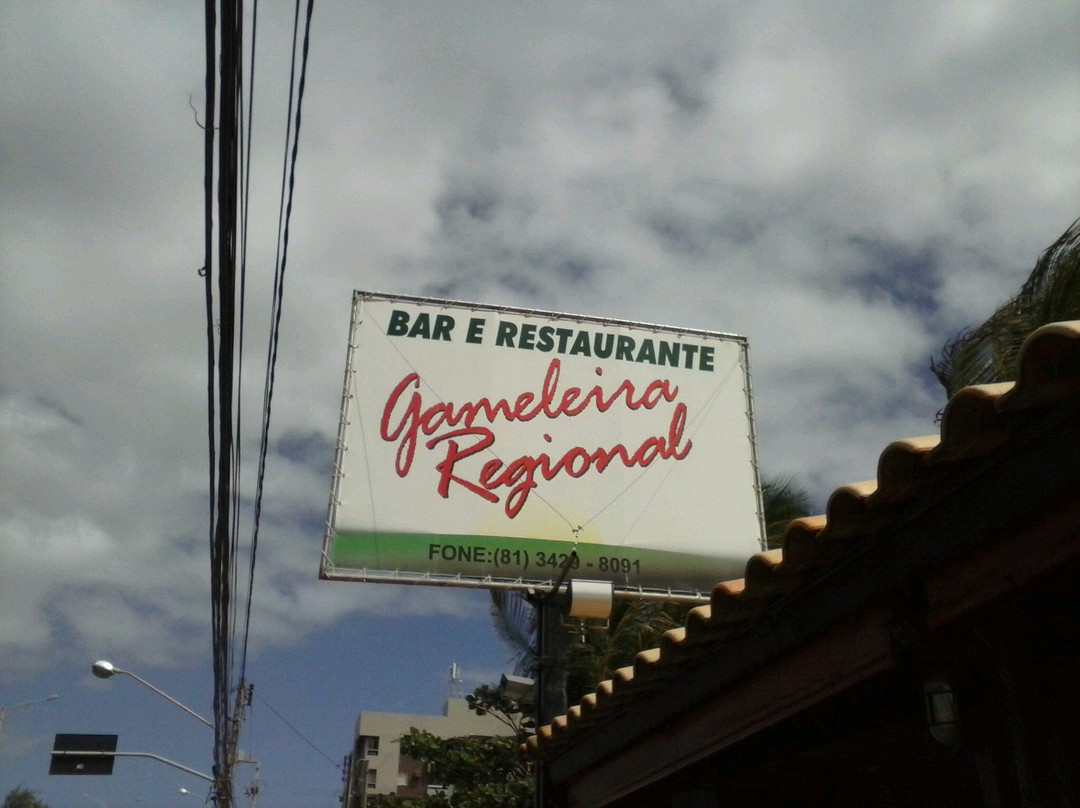 BAR E RESTAURANTE
Gameleira
Regional
FONE:(81) 3429 - 8091